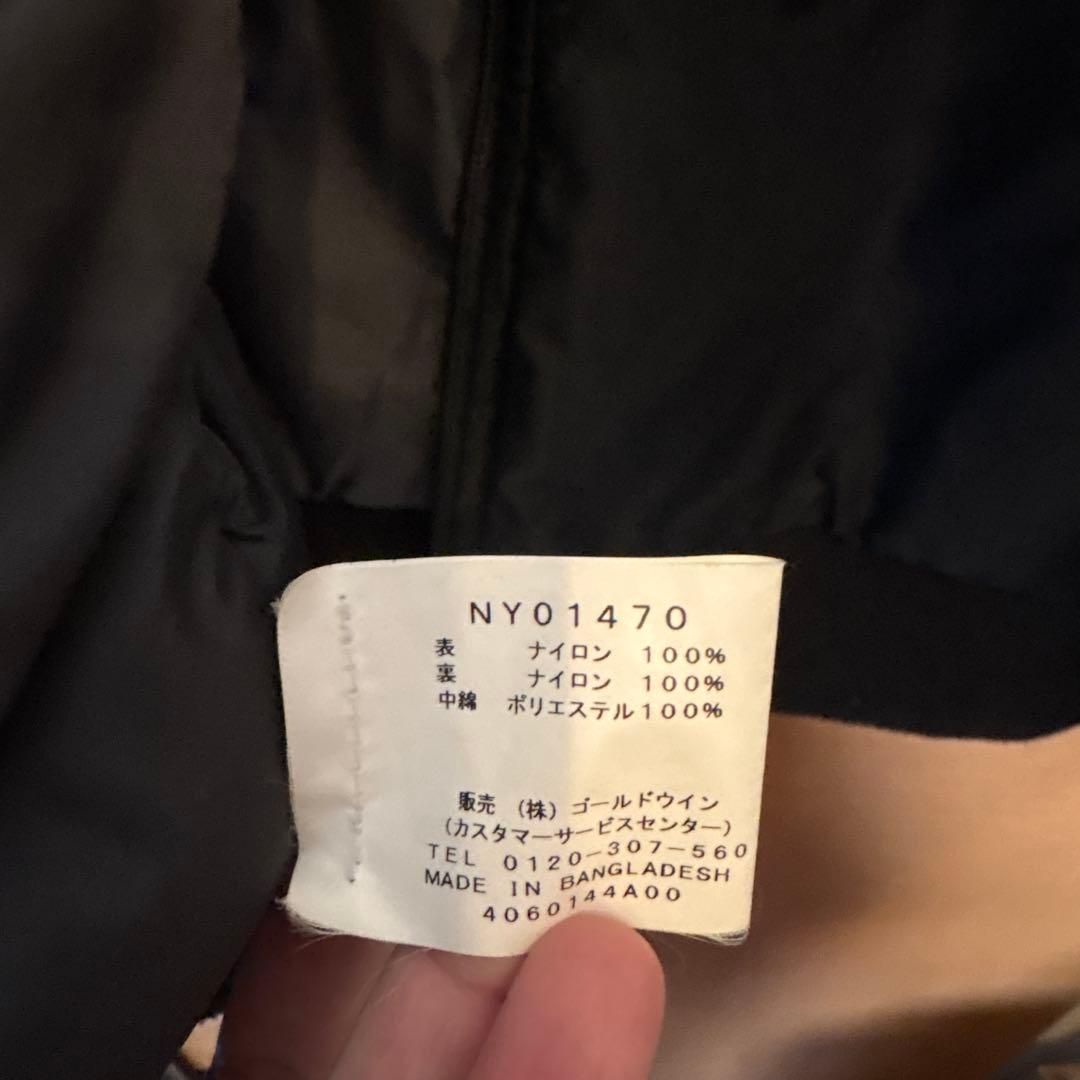 NY01470
表 ナイロン 100%
裏 ナイロン 100%
中綿 ポリエステル100%
販売 (株) ゴールドウイン
(カスタマーサービスセンター)
TEL 0120-307-560
MADE IN BANGLADESH
4060144A00